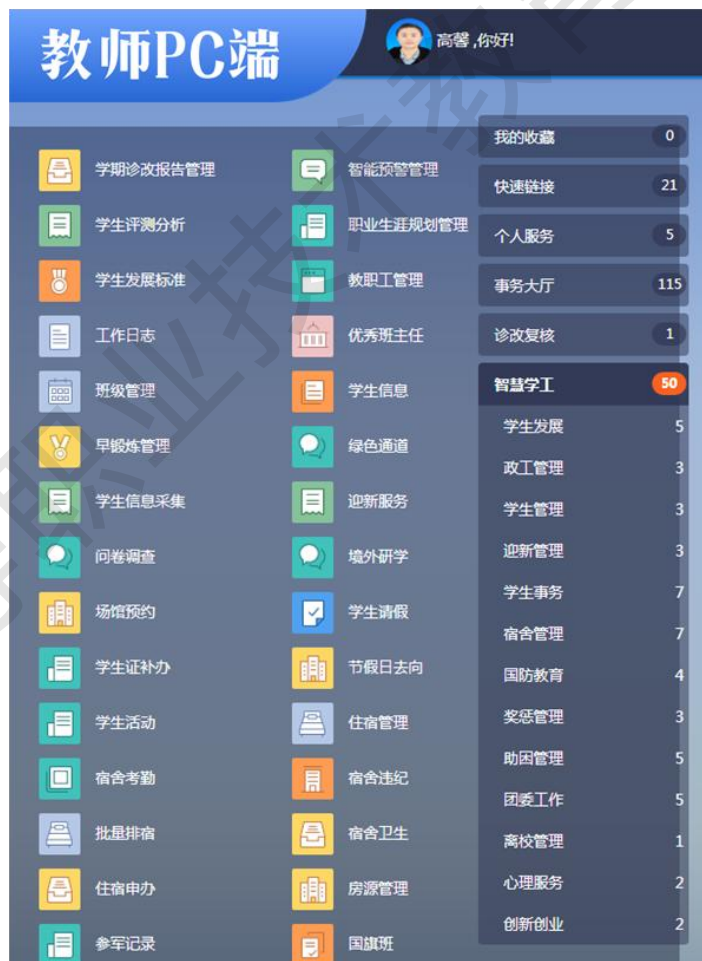 教师PC端
高馨 ,你好!
学期诊改报告管理
智能预警管理
学生评测分析
职业生涯规划管理
学生发展标准
教职工管理
工作日志
优秀班主任
班级管理
学生信息
早锻炼管理
绿色通道
学生信息采集
迎新服务
问卷调查
境外研学
场馆预约
学生请假
学生证补办
节假日去向
学生活动
住宿管理
宿舍考勤
宿舍违纪
批量排宿
宿舍卫生
住宿申办
房源管理
参军记录
国旗班
我的收藏 0
快速链接 21
个人服务 5
事务大厅 115
诊改复核 1
智慧学工 50
学生发展 5
政工管理 3
学生管理 3
迎新管理 3
学生事务 7
宿舍管理 7
国防教育 4
奖惩管理 3
助困管理 5
团委工作 5
离校管理 1
心理服务 2
创新创业 2
职业技术教